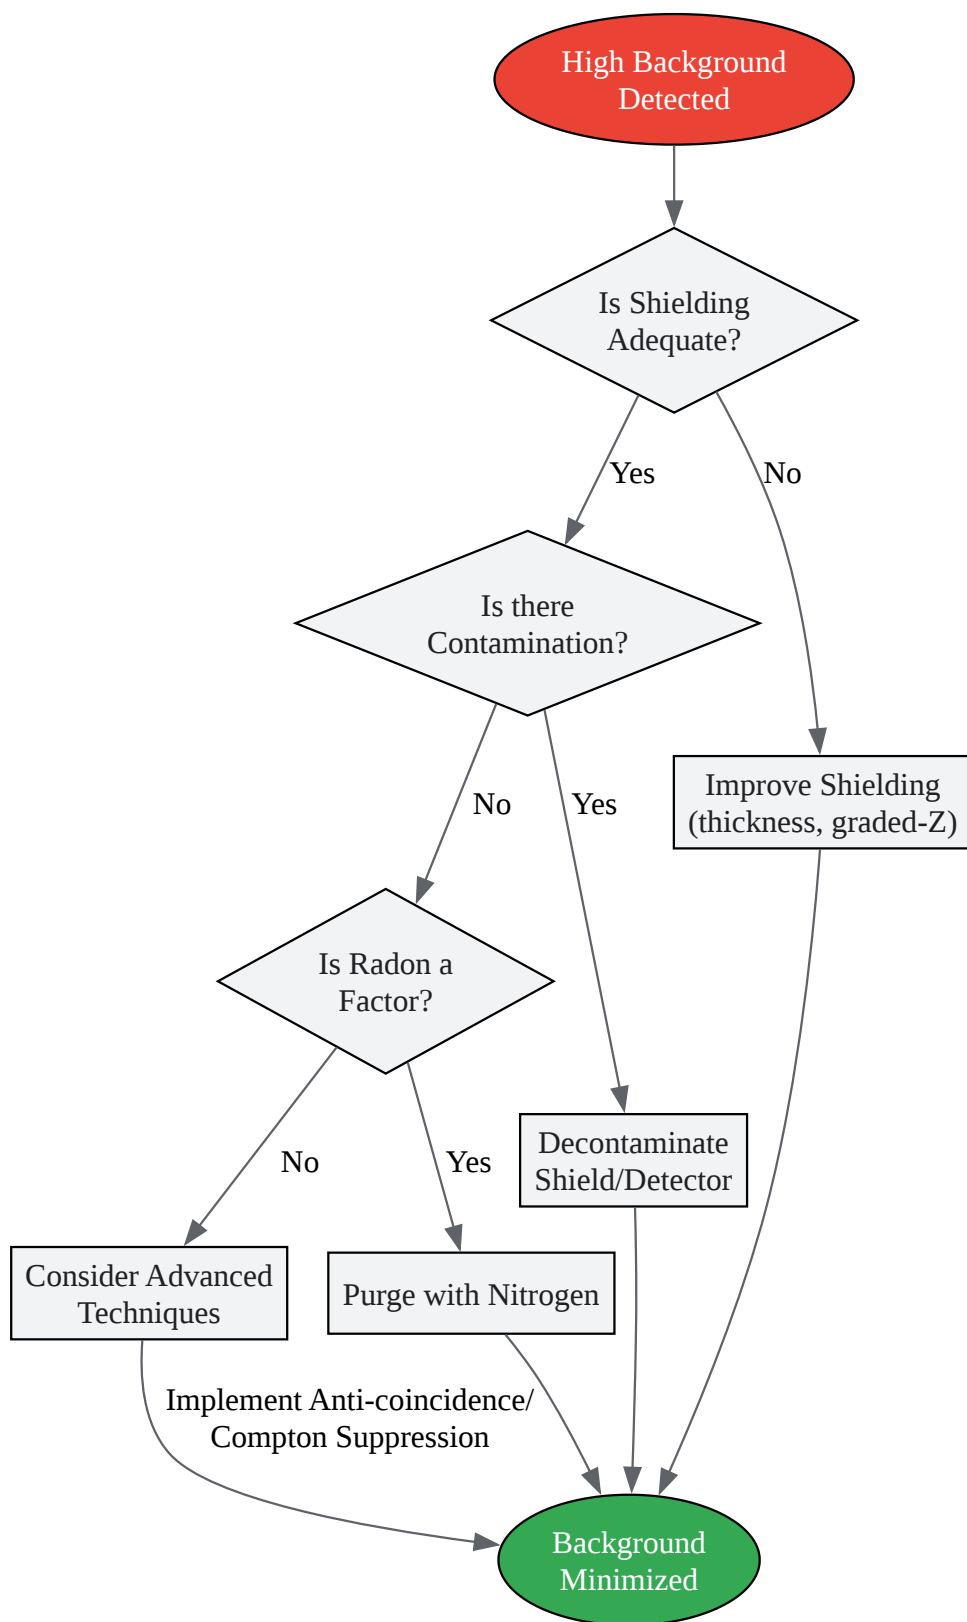 High Background
Detected
Is Shielding
Adequate?
Yes
No
Is there
Contamination?
Improve Shielding
(thickness, graded-Z)
No
Yes
Is Radon a
Factor?
Decontaminate
Shield/Detector
No
Yes
Consider Advanced
Techniques
Purge with Nitrogen
Implement Anti-coincidence/
Compton Suppression
Background
Minimized